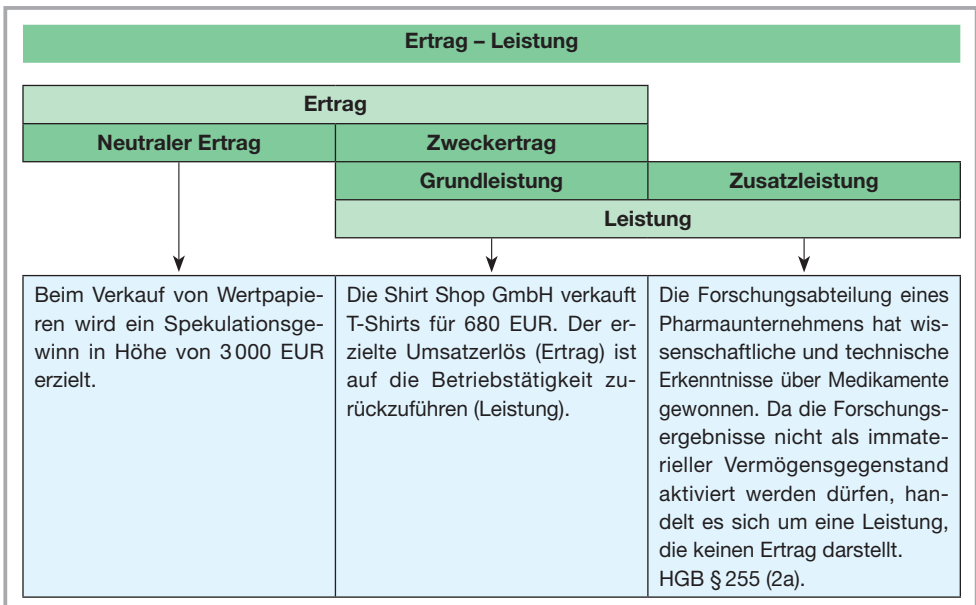 Ertrag – Leistung
Ertrag
Neutraler Ertrag
Zweckertrag
Grundleistung
Zusatzleistung
Leistung
Beim Verkauf von Wertpapie-
ren wird ein Spekulationsge-
winn in Höhe von 3 000 EUR
erzielt.
Die Shirt Shop GmbH verkauft
T-Shirts für 680 EUR. Der er-
zielte Umsatzerlös (Ertrag) ist
auf die Betriebstätigkeit zu-
rückzuführen (Leistung).
Die Forschungsabteilung eines
Pharmaunternehmens hat wis-
senschaftliche und technische
Erkenntnisse über Medikamente
gewonnen. Da die Forschungs-
ergebnisse nicht als immate-
rieller Vermögensgegenstand
aktiviert werden dürfen, han-
delt es sich um eine Leistung,
die keinen Ertrag darstellt.
HGB § 255 (2a).